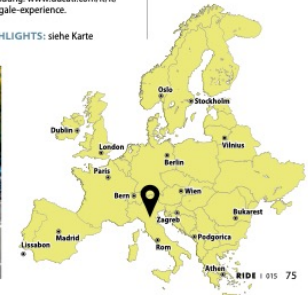 gale-experience.
HLIGHTS: siehe Karte
Oslo
Stockholm
Dublin
Vilnius
London
Berlin
Paris
Wien
Bern
Zagreb
Bukarest
Madrid
Podgorica
Lissabon
Rom
Athen
RIDE | 015 75